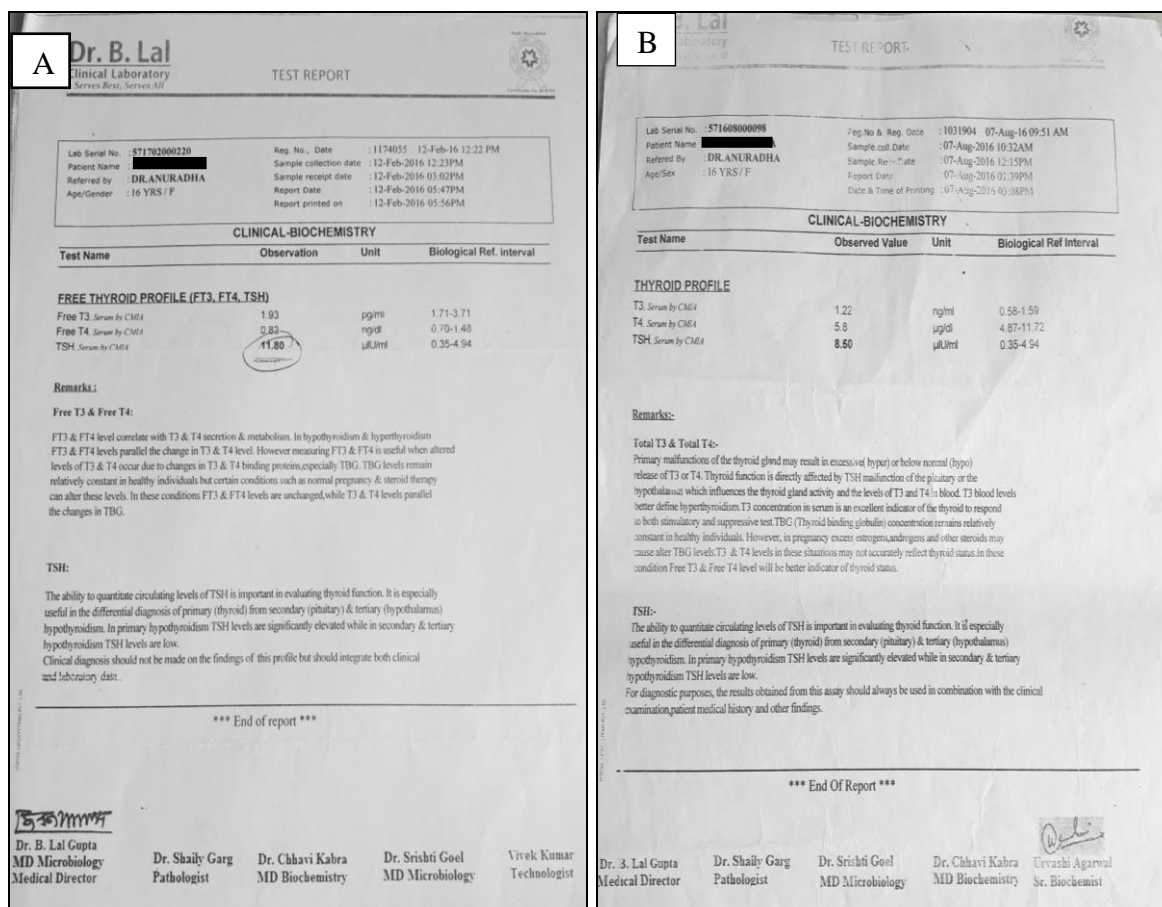 A
Dr. B. Lal
Clinical Laboratory
Serves Best, Serves All
TEST REPORT
Lab Serial No. : 571702000220
Patient Name :
Referred by : DR.ANURADHA
Age/Gender : 16 YRS / F
Reg. No., Date : 1174055 12-Feb-16 12:22 PM
Sample collection date : 12-Feb-2016 12:23PM
Sample receipt date : 12-Feb-2016 03:02PM
Report Date : 12-Feb-2016 05:47PM
Report printed on : 12-Feb-2016 05:56PM
CLINICAL-BIOCHEMISTRY
Test Name Observation Unit Biological Ref. interval
FREE THYROID PROFILE (FT3, FT4, TSH)
Free T3, Serum by CMIA 1.93 pg/ml 1.71-3.71
Free T4, Serum by CMIA 0.83 ng/dl 0.70-1.48
TSH, Serum by CMIA 11.80 µIU/ml 0.35-4.94
Remarks :
Free T3 & Free T4:
FT3 & FT4 level correlate with T3 & T4 secretion & metabolism. In hypothyroidism & hyperthyroidism
FT3 & FT4 levels parallel the change in T3 & T4 level. However measuring FT3 & FT4 is useful when altered
levels of T3 & T4 occur due to changes in T3 & T4 binding proteins,especially TBG. TBG levels remain
relatively constant in healthy individuals but certain conditions such as normal pregnancy & steroid therapy
can alter these levels. In these conditions FT3 & FT4 levels are unchanged,while T3 & T4 levels parallel
the changes in TBG.
TSH:
The ability to quantitate circulating levels of TSH is important in evaluating thyroid function. It is especially
useful in the differential diagnosis of primary (thyroid) from secondary (pituitary) & tertiary (hypothalamus)
hypothyroidism. In primary hypothyroidism TSH levels are significantly elevated while in secondary & tertiary
hypothyroidism TSH levels are low.
Clinical diagnosis should not be made on the findings of this profile but should integrate both clinical
and laboratory data.
*** End of report ***
Dr. B. Lal Gupta
MD Microbiology
Medical Director
Dr. Shaily Garg
Pathologist
Dr. Chhavi Kabra
MD Biochemistry
Dr. Srishti Goel
MD Microbiology
Vivek Kumar
Technologist
B
. Lal
TEST REPORT
Lab Serial No. : 571608000098
Patient Name :
Refered By : DR.ANURADHA
Age/Sex : 16 YRS / F
Reg.No & Reg. Date : 1031904 07-Aug-16 09:51 AM
Sample.coll.Date : 07-Aug-2016 10:32AM
Sample Date : 07-Aug-2016 12:15PM
Report Date : 07-Aug-2016 01:39PM
Date & Time of Printing : 07-Aug-2016 03:08PM
CLINICAL-BIOCHEMISTRY
Test Name Observed Value Unit Biological Ref Interval
THYROID PROFILE
T3, Serum by CMIA 1.22 ng/ml 0.58-1.59
T4, Serum by CMIA 5.8 µg/dl 4.87-11.72
TSH, Serum by CMIA 8.50 µIU/ml 0.35-4.94
Remarks:-
Total T3 & Total T4:-
Primary malfunctions of the thyroid gland may result in excessive( hyper) or below normal (hypo)
release of T3 or T4. Thyroid function is directly affected by TSH malfunction of the pituitary or the
hypothalamus which influences the thyroid gland activity and the levels of T3 and T4 in blood. T3 blood levels
better define hyperthyroidism.T3 concentration in serum is an excellent indicator of the thyroid to respond
to both stimulatory and suppressive test.TBG (Thyroid binding globulin) concentration remains relatively
constant in healthy individuals. However, in pregnancy excess estrogens,androgens and other steroids may
cause alter TBG levels.T3 & T4 levels in these situations may not accurately reflect thyroid status.In these
condition Free T3 & Free T4 level will be better indicator of thyroid status.
TSH:-
The ability to quantitate circulating levels of TSH is important in evaluating thyroid function. It is especially
useful in the differential diagnosis of primary (thyroid) from secondary (pituitary) & tertiary (hypothalamus)
hypothyroidism. In primary hypothyroidism TSH levels are significantly elevated while in secondary & tertiary
hypothyroidism TSH levels are low.
For diagnostic purposes, the results obtained from this assay should always be used in combination with the clinical
examination,patient medical history and other findings.
*** End Of Report ***
Dr. B. Lal Gupta
Medical Director
Dr. Shaily Garg
Pathologist
Dr. Srishti Goel
MD Microbiology
Dr. Chhavi Kabra
MD Biochemistry
Urvashi Agarwal
Sr. Biochemist